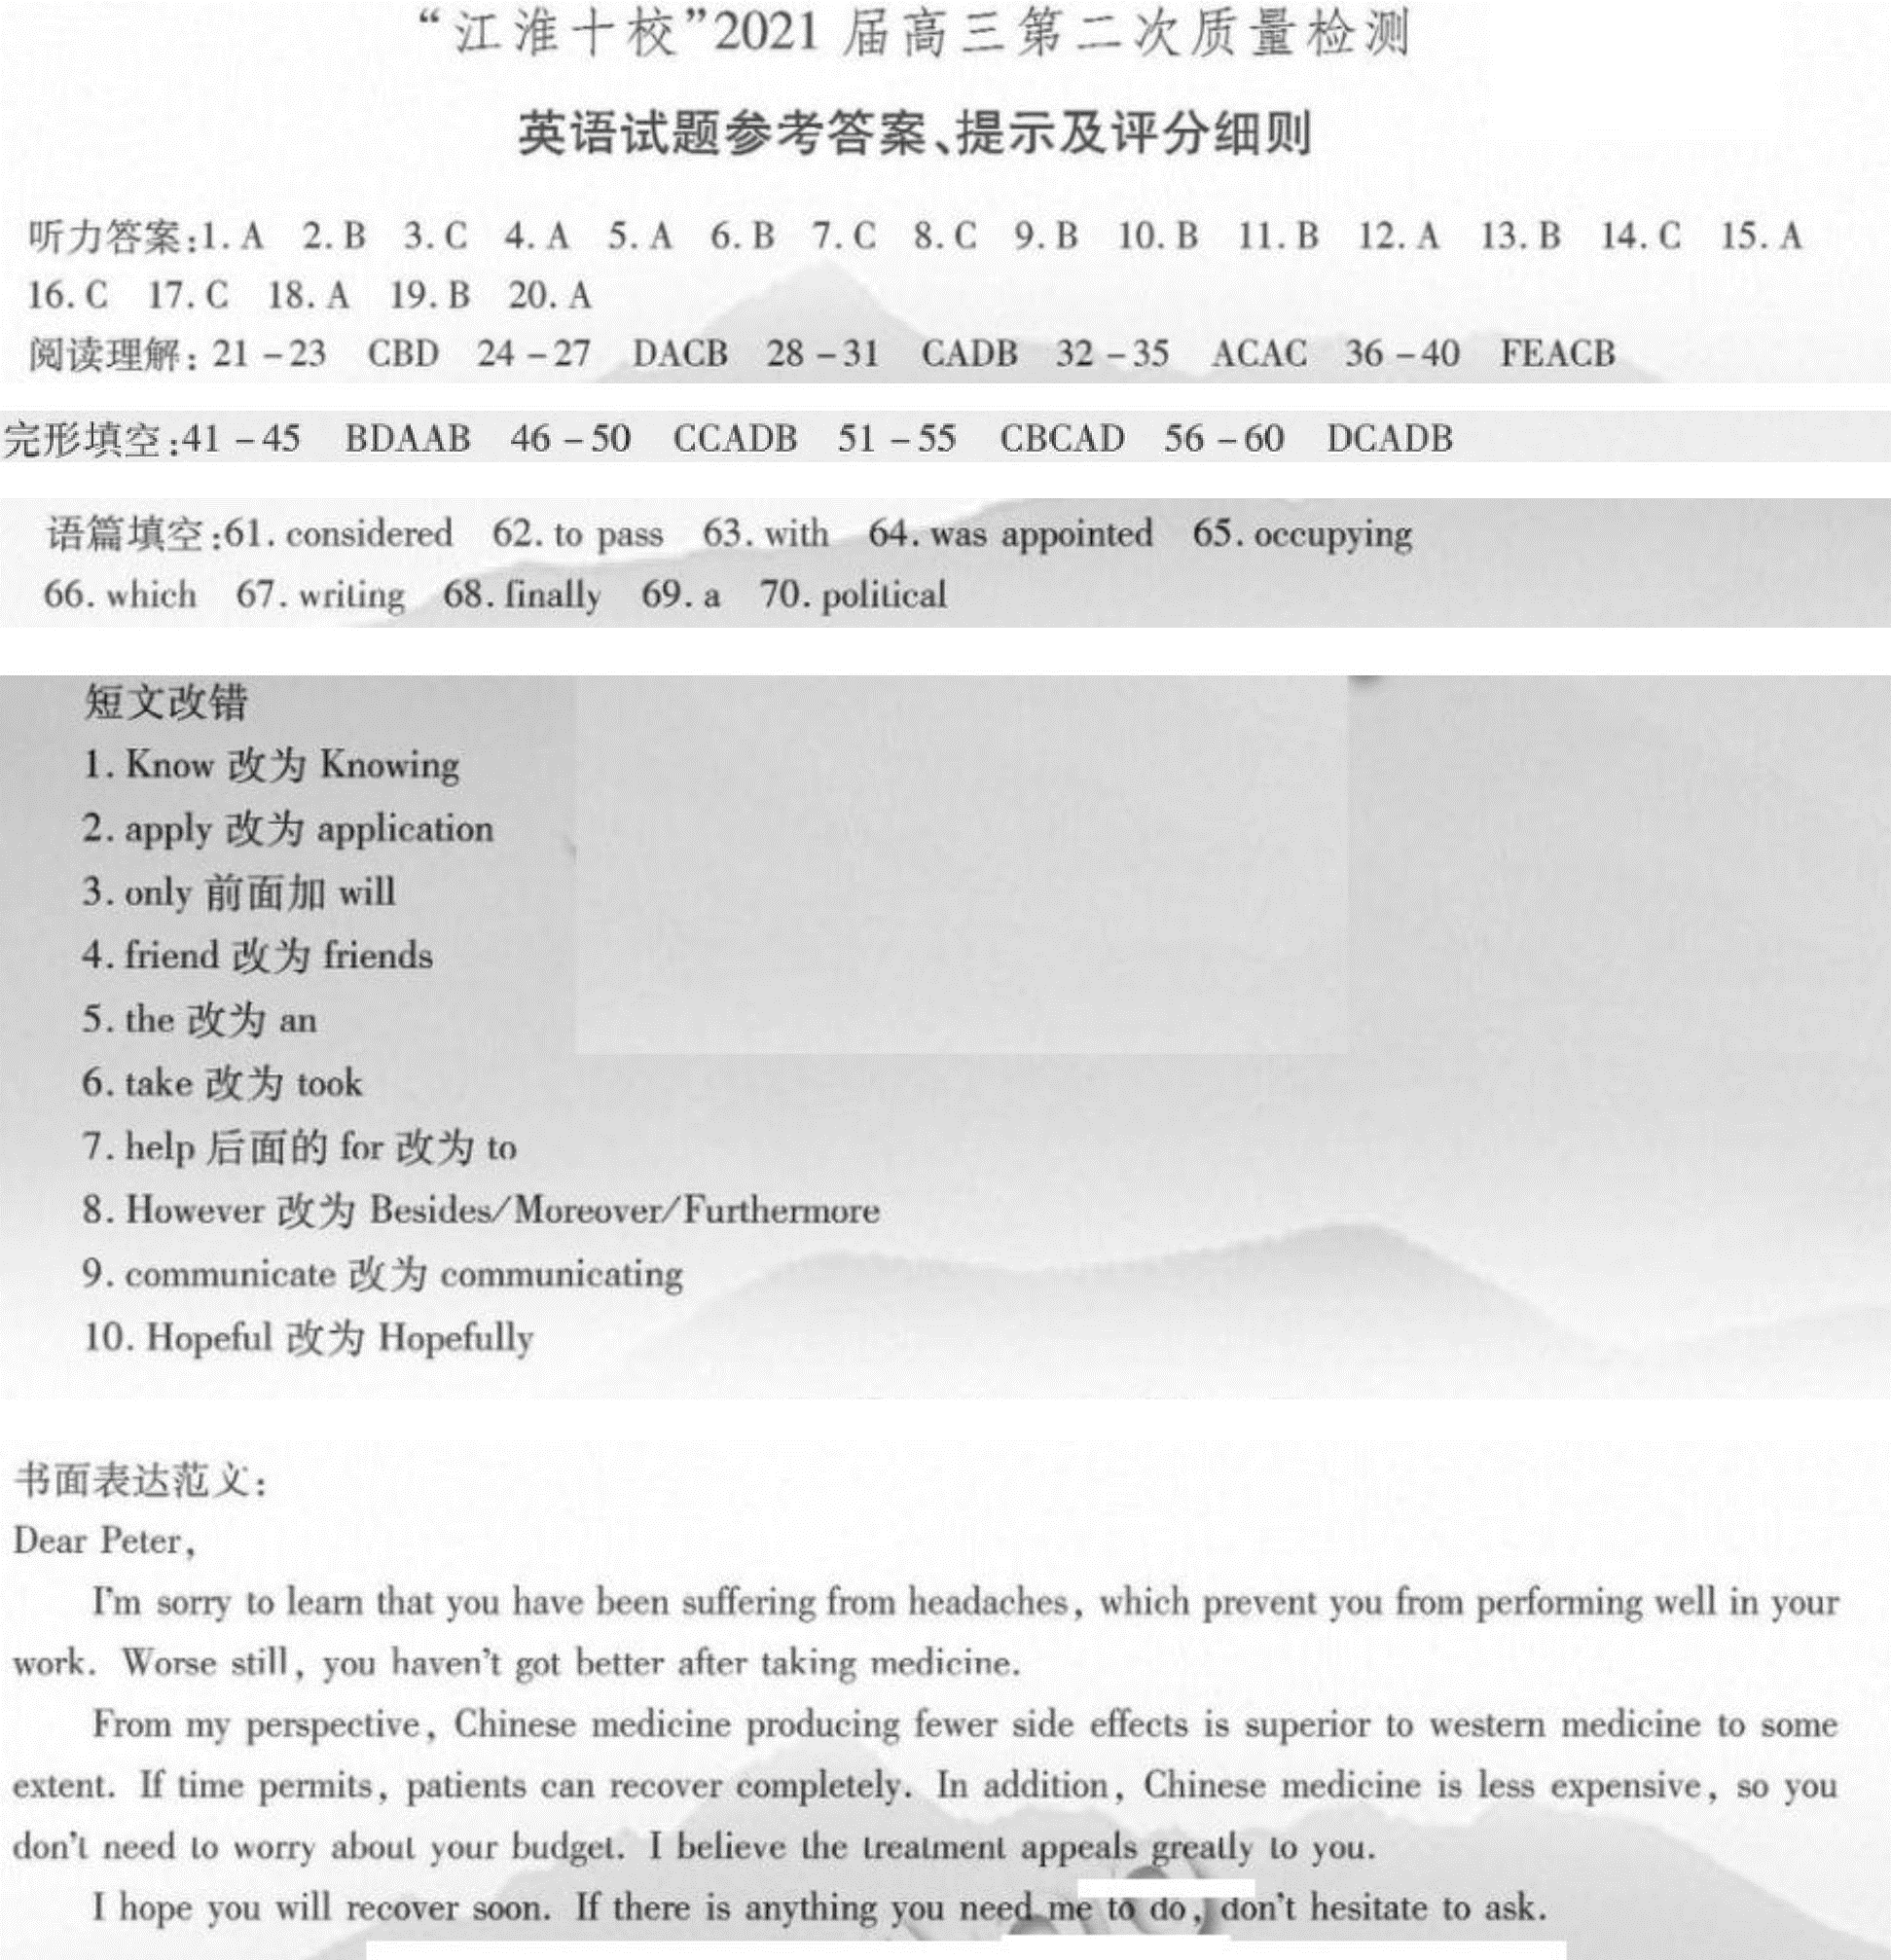 “江淮十校”2021届高三第二次质量检测
英语试题参考答案、提示及评分细则
听力答案:1. A 2. B 3. C 4. A 5. A 6. B 7. C 8. C 9. B 10. B 11. B 12. A 13. B 14. C 15. A
16. C 17. C 18. A 19. B 20. A
阅读理解: 21-23 CBD 24-27 DACB 28-31 CADB 32-35 ACAC 36-40 FEACB
完形填空:41-45 BDAAB 46-50 CCADB 51-55 CBCAD 56-60 DCADB
语篇填空:61. considered 62. to pass 63. with 64. was appointed 65. occupying
66. which 67. writing 68. finally 69. a 70. political
短文改错
1. Know 改为 Knowing
2. apply 改为 application
3. only 前面加 will
4. friend 改为 friends
5. the 改为 an
6. take 改为 took
7. help 后面的 for 改为 to
8. However 改为 Besides/Moreover/Furthermore
9. communicate 改为 communicating
10. Hopeful 改为 Hopefully
书面表达范文:
Dear Peter,
I'm sorry to learn that you have been suffering from headaches, which prevent you from performing well in your
work. Worse still, you haven't got better after taking medicine.
From my perspective, Chinese medicine producing fewer side effects is superior to western medicine to some
extent. If time permits, patients can recover completely. In addition, Chinese medicine is less expensive, so you
don't need to worry about your budget. I believe the treatment appeals greatly to you.
I hope you will recover soon. If there is anything you need me to do, don't hesitate to ask.